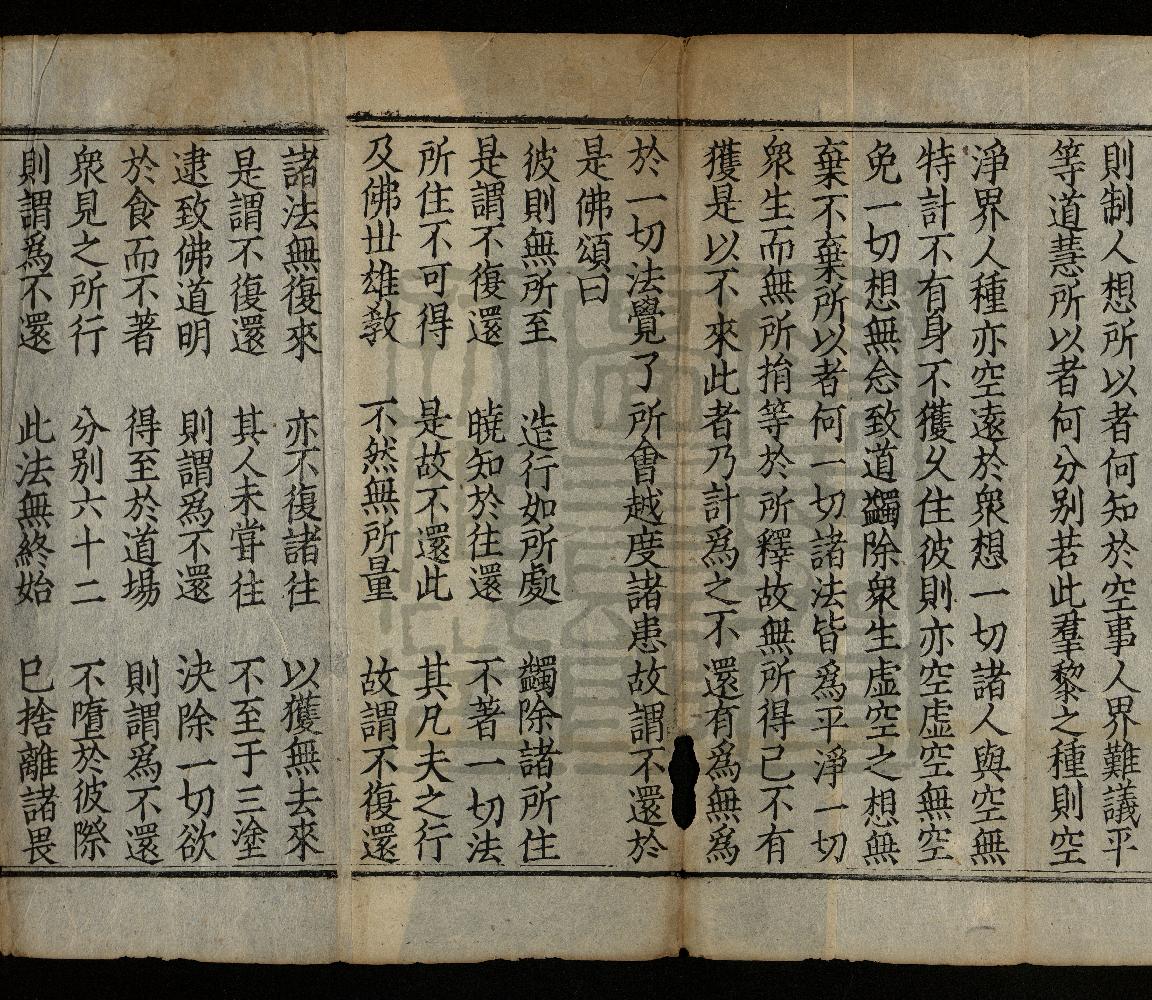 則制人想所以者何知於空事人界難議平
等道慧所以者何分別若此羣黎之種則空
淨界人種亦空遠於衆想一切諸人與空無
特計不有身不獲久住彼則亦空虛空無空
免一切想無念致道蠲除衆生虛空之想無
棄不棄所以者何一切諸法皆爲平淨一切
衆生而無所捐等於所釋故無所得已不有
獲是以不來此者乃計爲之不還有爲無爲
於一切法覺了所會越度諸患故謂不還於
是佛頌曰
彼則無所至　造行如所處　蠲除諸所住
是謂不復還　曉知於往還　不著一切法
所住不可得　是故不還此　其凡夫之行
及佛世雄教　不然無所量　故謂不復還
諸法無復來　亦不復諸往　以獲無去來
是謂不復還　其人未甞往　不至于三塗
逮致佛道明　則謂爲不還　決除一切欲
於食而不著　得至於道場　則謂爲不還
衆見之所行　分別六十二　不墮於彼際
則謂爲不還　此法無終始　已捨離諸畏